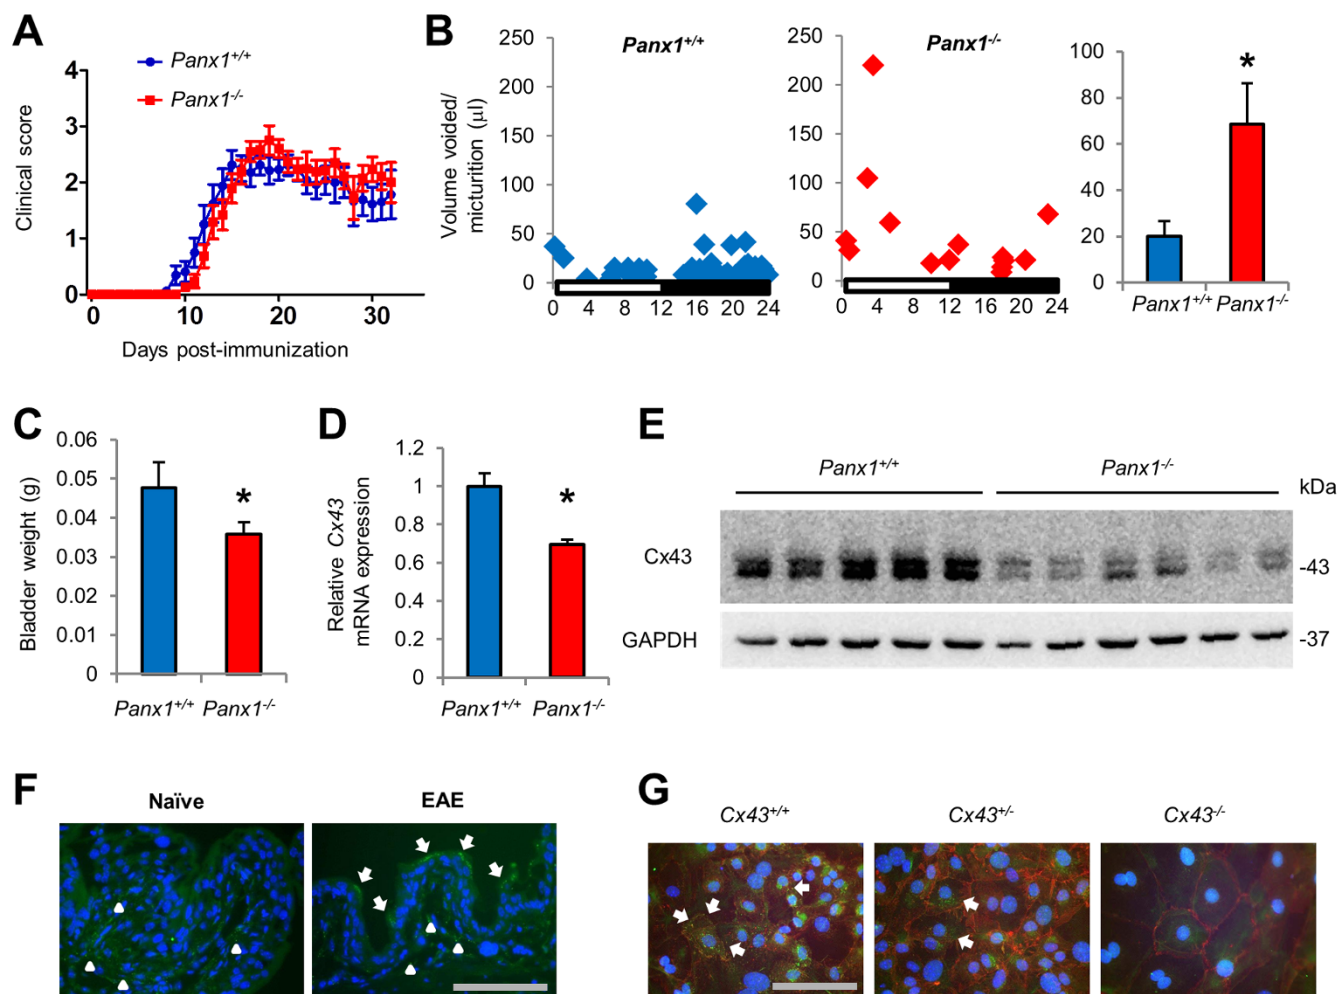 A
Panx1+/+
Panx1-/-
Clinical score
4
3
2
1
0
0
10
20
30
Days post-immunization
B
Volume voided/
micturition (µl)
Panx1+/+
250
200
150
100
50
0
0 4 8 12 16 20 24
Panx1-/-
250
200
150
100
50
0
0 4 8 12 16 20 24
100
80
60
40
20
0
*
Panx1+/+ Panx1-/-
C
Bladder weight (g)
0.06
0.05
0.04
0.03
0.02
0.01
0
*
Panx1+/+ Panx1-/-
D
Relative Cx43
mRNA expression
1.2
1
0.8
0.6
0.4
0.2
0
*
Panx1+/+ Panx1-/-
E
Panx1+/+ Panx1-/-
kDa
Cx43
-43
GAPDH
-37
F
Naïve
EAE
G
Cx43+/+
Cx43+/-
Cx43-/-